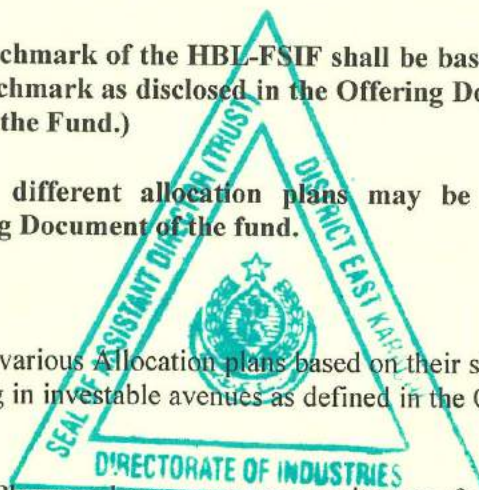 chmark of the HBL-FSIF shall be bas
chmark as disclosed in the Offering Do
the Fund.)
different allocation plans may be
g Document of the fund.
various Allocation plans based on their s
g in investable avenues as defined in the O
SEAL OF ASSISTANT DIRECTOR (TRUST)
DISTRICT EAST KARACHI
DIRECTORATE OF INDUSTRIES